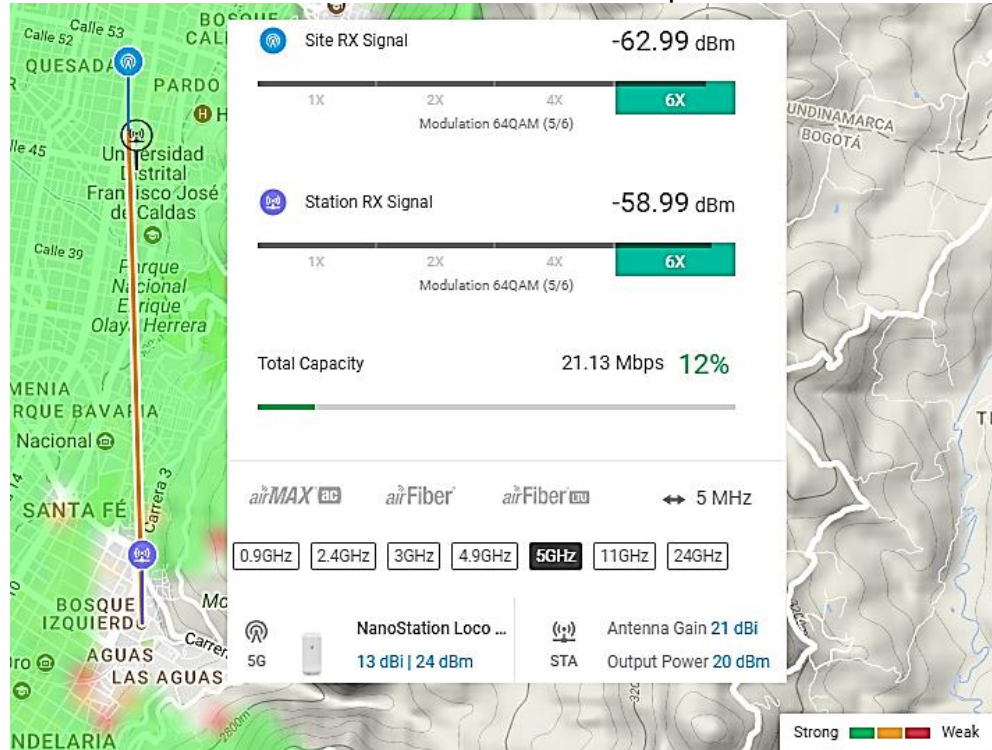 Calle 53
Calle 52
QUESADA
PARDO
H
Universidad
Distrital
Francisco José
de Caldas
Calle 39
Parque
Nacional
Enrique
Olaya Herrera
MENIA
RQUE BAVARIA
Nacional
SANTA FÉ
Carrera 3
BOSQUE
IZQUIERDO
AGUAS
LAS AGUAS
NDELARIA
2800m
Site RX Signal -62.99 dBm
1X 2X 4X 6X
Modulation 64QAM (5/6)
Station RX Signal -58.99 dBm
1X 2X 4X 6X
Modulation 64QAM (5/6)
Total Capacity 21.13 Mbps 12%
airMAX ac airFiber airFiber LTU ↔ 5 MHz
0.9GHz 2.4GHz 3GHz 4.9GHz 5GHz 11GHz 24GHz
NanoStation Loco ... Antenna Gain 21 dBi
5G 13 dBi | 24 dBm STA Output Power 20 dBm
UNDINAMARCA
BOGOTÁ
Strong Weak